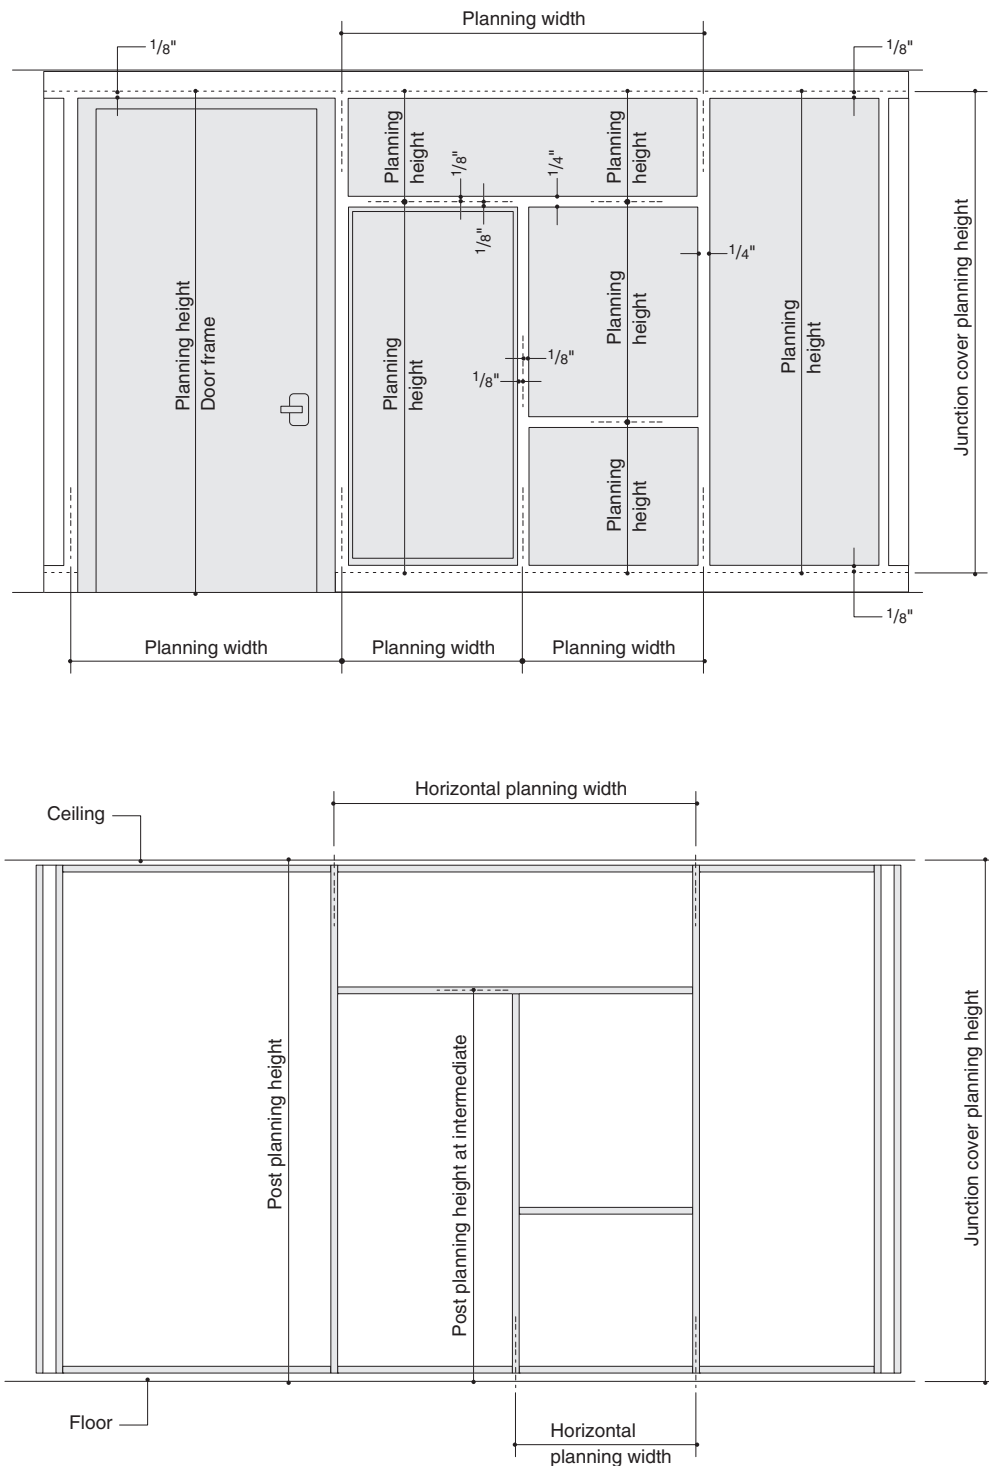 Planning width
1/8"
1/8"
Planning
height
1/8"
1/4"
Planning
height
1/8"
1/4"
Planning height
Door frame
Planning
height
Planning
height
1/8"
1/8"
Planning
height
Junction cover planning height
Planning
height
1/8"
Planning width
Planning width
Planning width
Horizontal planning width
Ceiling
Post planning height
Post planning height at intermediate
Junction cover planning height
Floor
Horizontal
planning width